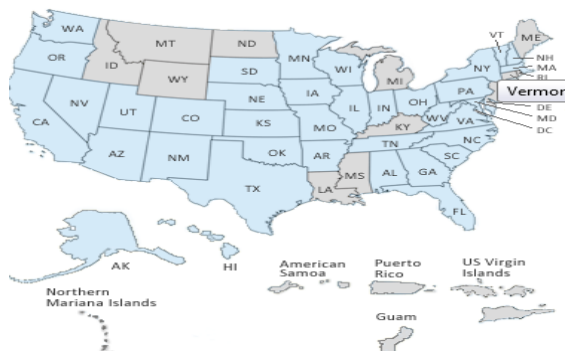 WA
MT
ND
MN
VT
ME
OR
ID
WY
SD
WI
MI
NY
NH
MA
RI
NV
UT
CO
NE
IA
IL
IN
OH
PA
Vermon
CA
KS
MO
KY
WV
VA
DE
MD
DC
AZ
NM
OK
AR
TN
NC
SC
TX
LA
MS
AL
GA
FL
AK
HI
American
Samoa
Puerto
Rico
US Virgin
Islands
Northern
Mariana Islands
Guam